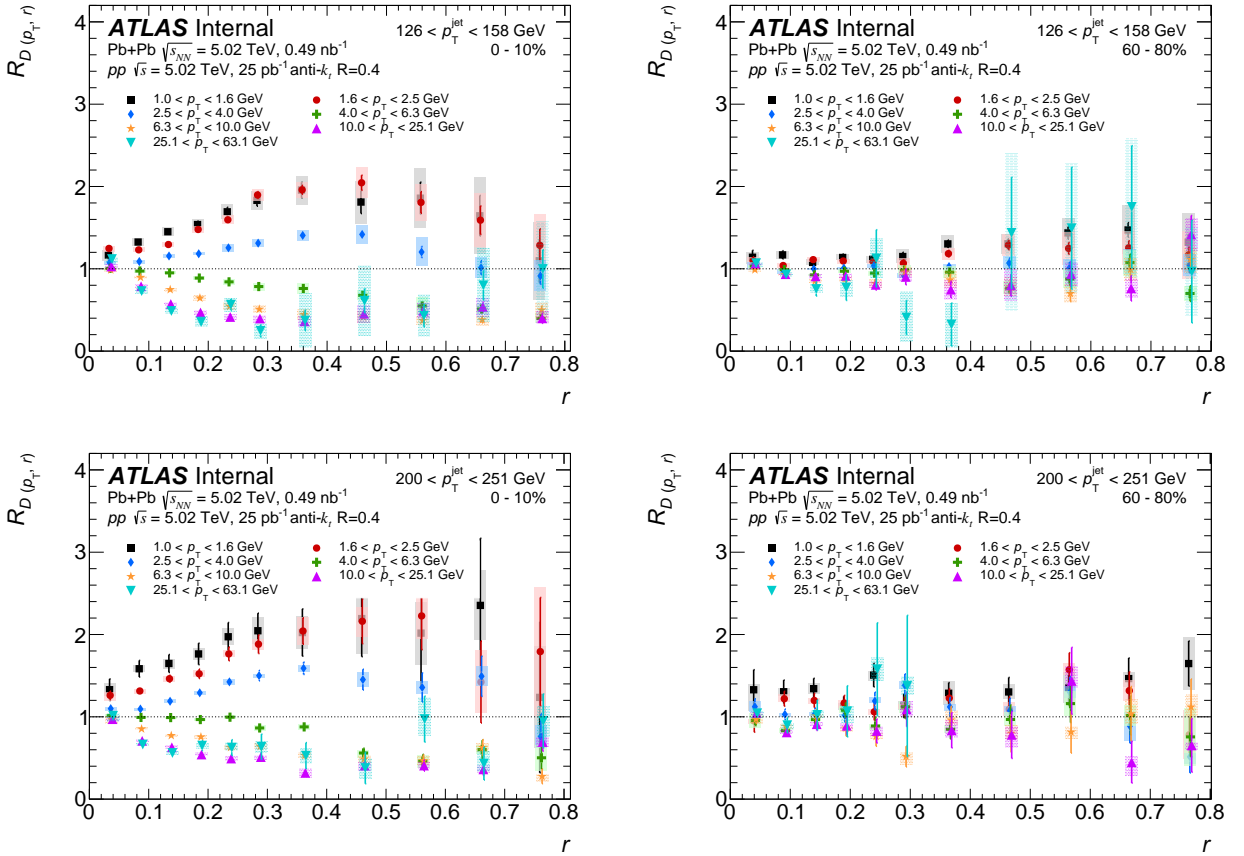 R_D (p_T, r)
4
3
2
1
0
ATLAS Internal
126 < p_T^jet < 158 GeV
Pb+Pb √s_NN = 5.02 TeV, 0.49 nb⁻¹
0 - 10%
pp √s = 5.02 TeV, 25 pb⁻¹ anti-k_t R=0.4
1.0 < p_T < 1.6 GeV
1.6 < p_T < 2.5 GeV
2.5 < p_T < 4.0 GeV
4.0 < p_T < 6.3 GeV
6.3 < p_T < 10.0 GeV
10.0 < p_T < 25.1 GeV
25.1 < p_T < 63.1 GeV
0 0.1 0.2 0.3 0.4 0.5 0.6 0.7 0.8
r
R_D (p_T, r)
4
3
2
1
0
ATLAS Internal
126 < p_T^jet < 158 GeV
Pb+Pb √s_NN = 5.02 TeV, 0.49 nb⁻¹
60 - 80%
pp √s = 5.02 TeV, 25 pb⁻¹ anti-k_t R=0.4
1.0 < p_T < 1.6 GeV
1.6 < p_T < 2.5 GeV
2.5 < p_T < 4.0 GeV
4.0 < p_T < 6.3 GeV
6.3 < p_T < 10.0 GeV
10.0 < p_T < 25.1 GeV
25.1 < p_T < 63.1 GeV
0 0.1 0.2 0.3 0.4 0.5 0.6 0.7 0.8
r
R_D (p_T, r)
4
3
2
1
0
ATLAS Internal
200 < p_T^jet < 251 GeV
Pb+Pb √s_NN = 5.02 TeV, 0.49 nb⁻¹
0 - 10%
pp √s = 5.02 TeV, 25 pb⁻¹ anti-k_t R=0.4
1.0 < p_T < 1.6 GeV
1.6 < p_T < 2.5 GeV
2.5 < p_T < 4.0 GeV
4.0 < p_T < 6.3 GeV
6.3 < p_T < 10.0 GeV
10.0 < p_T < 25.1 GeV
25.1 < p_T < 63.1 GeV
0 0.1 0.2 0.3 0.4 0.5 0.6 0.7 0.8
r
R_D (p_T, r)
4
3
2
1
0
ATLAS Internal
200 < p_T^jet < 251 GeV
Pb+Pb √s_NN = 5.02 TeV, 0.49 nb⁻¹
60 - 80%
pp √s = 5.02 TeV, 25 pb⁻¹ anti-k_t R=0.4
1.0 < p_T < 1.6 GeV
1.6 < p_T < 2.5 GeV
2.5 < p_T < 4.0 GeV
4.0 < p_T < 6.3 GeV
6.3 < p_T < 10.0 GeV
10.0 < p_T < 25.1 GeV
25.1 < p_T < 63.1 GeV
0 0.1 0.2 0.3 0.4 0.5 0.6 0.7 0.8
r